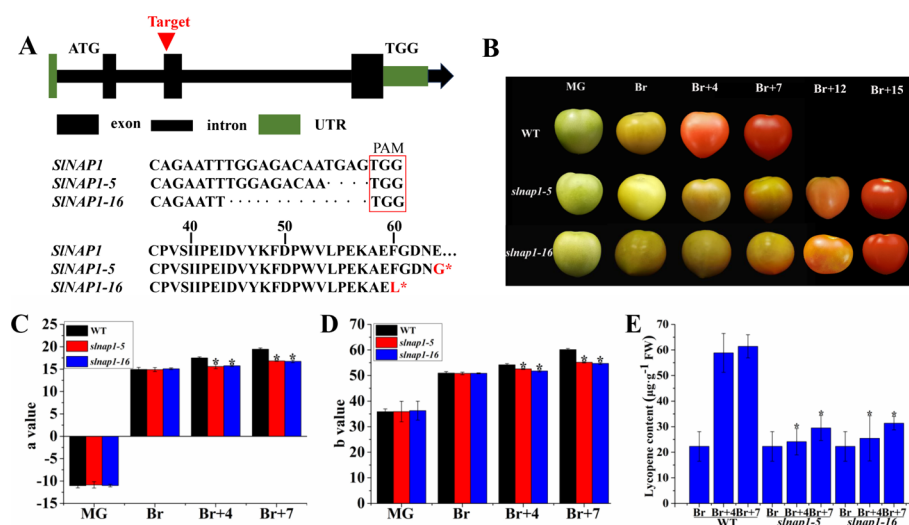 A
Target
ATG
TGG
exon
intron
UTR
PAM
SlNAP1 CAGAATTTGGAGACAATGAGTGG
SlNAP1-5 CAGAATTTGGAGACAA····TGG
SlNAP1-16 CAGAATT·············TGG
40 50 60
SlNAP1 CPVSIIPEIDVYKFDPWVLPEKAEFGDNE...
SlNAP1-5 CPVSIIPEIDVYKFDPWVLPEKAEFGDNG*
SlNAP1-16 CPVSIIPEIDVYKFDPWVLPEKAEL*
B
MG Br Br+4 Br+7 Br+12 Br+15
WT
slnap1-5
slnap1-16
C
WT
slnap1-5
slnap1-16
a value
25
20
15
10
5
0
-5
-10
-15
* * * *
MG Br Br+4 Br+7
D
WT
slnap1-5
slnap1-16
b value
70
60
50
40
30
20
10
0
* * * *
MG Br Br+4 Br+7
E
Lycopene content (μg·g-1 FW)
70
60
50
40
30
20
10
0
* * * *
Br Br+4 Br+7 Br Br+4 Br+7 Br Br+4 Br+7
WT slnap1-5 slnap1-16